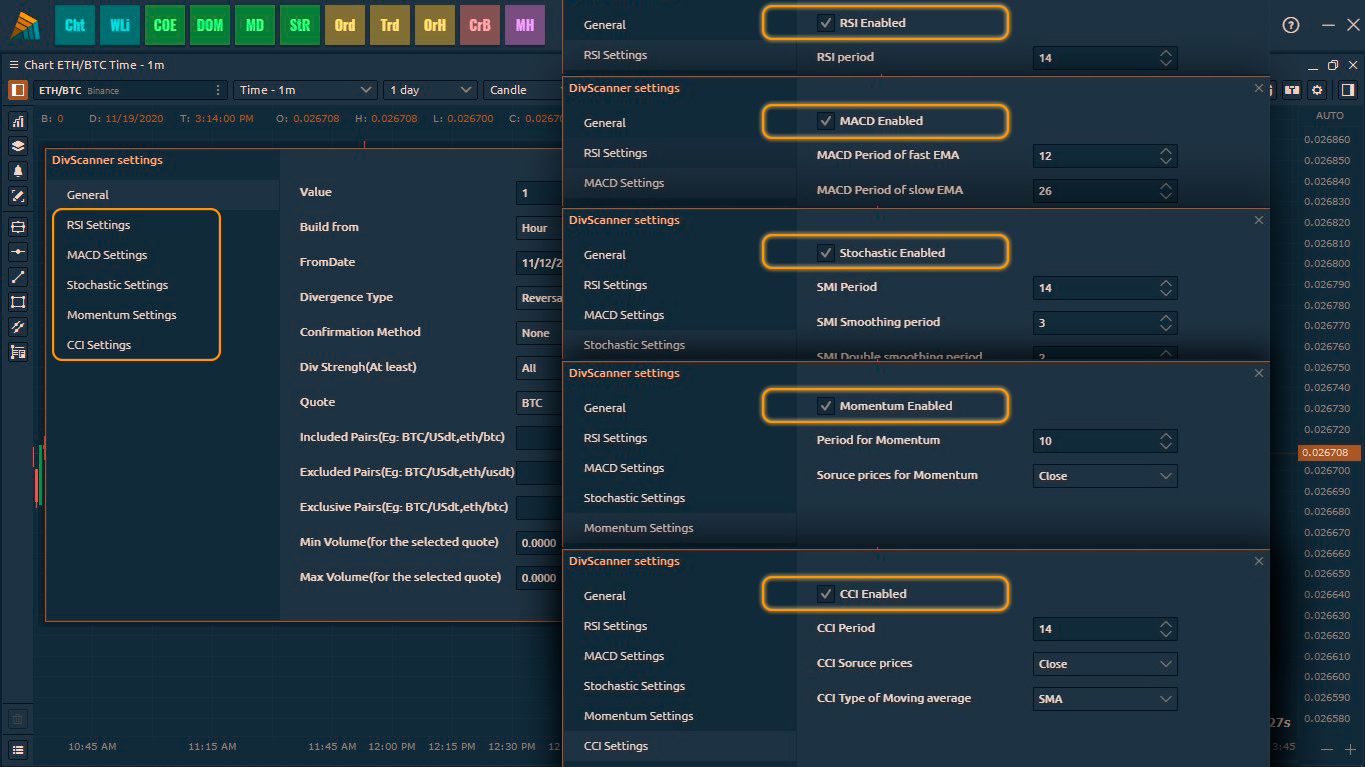 Cht WLi COE DOM MD StR Ord Trd OrH CrB MH
Chart ETH/BTC Time - 1m
ETH/BTC Binance Time - 1m 1 day Candle
B: 0 D: 11/19/2020 T: 3:14:00 PM O: 0.026708 H: 0.026708 L: 0.026700 C:
DivScanner settings
General
RSI Settings
MACD Settings
Stochastic Settings
Momentum Settings
CCI Settings
Value 1
Build from Hour
FromDate
Divergence Type
Confirmation Method None
Div Strengh(At least) All
Quote BTC
Included Pairs(Eg: BTC/USdt,eth/btc)
Excluded Pairs(Eg: BTC/USdt,eth/usdt)
Exclusive Pairs(Eg: BTC/USdt,eth/btc)
Min Volume(for the selected quote) 0.0000
Max Volume(for the selected quote) 0.0000
General RSI Enabled
RSI Settings RSI period 14
DivScanner settings
General MACD Enabled
RSI Settings MACD Period of fast EMA 12
MACD Settings MACD Period of slow EMA 26
DivScanner settings
General Stochastic Enabled
RSI Settings SMI Period 14
MACD Settings SMI Smoothing period 3
Stochastic Settings SMI Double smoothing period
DivScanner settings
General Momentum Enabled
RSI Settings Period for Momentum 10
MACD Settings Soruce prices for Momentum Close
Stochastic Settings
Momentum Settings
DivScanner settings
General CCI Enabled
RSI Settings CCI Period 14
MACD Settings CCI Soruce prices Close
Stochastic Settings CCI Type of Moving average SMA
Momentum Settings
CCI Settings
AUTO
0.026860
0.026850
0.026840
0.026830
0.026820
0.026810
0.026800
0.026790
0.026780
0.026770
0.026760
0.026750
0.026740
0.026730
0.026720
0.026708
0.026700
0.026690
0.026680
0.026670
0.026660
0.026650
0.026640
0.026630
0.026620
0.026610
0.026600
0.026590
0.026580
27s
10:45 AM 11:15 AM 11:45 AM 12:00 PM 12:15 PM 12:30 PM 12 3:45